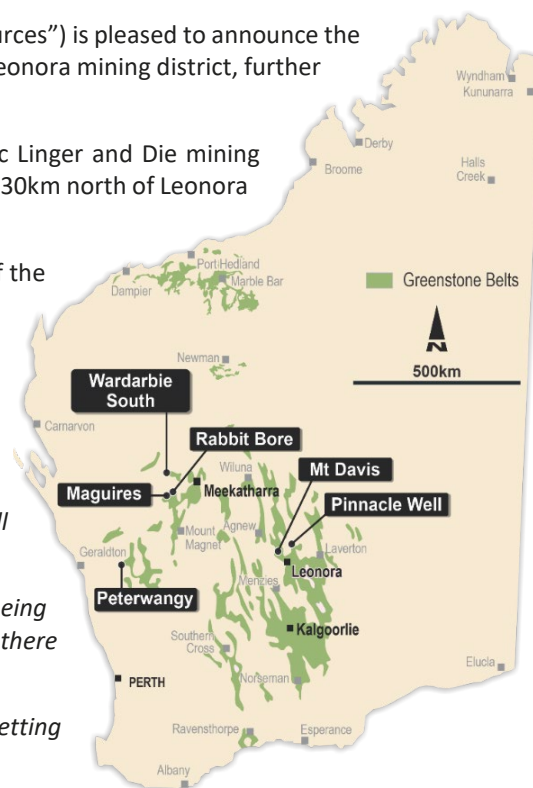 urces”) is pleased to announce the
eonora mining district, further
c Linger and Die mining
30km north of Leonora
f the
ll
eing
there
etting
Wyndham
Kununurra
Derby
Broome
Halls
Creek
Port Hedland
Dampier
Marble Bar
Greenstone Belts
N
500km
Newman
Wardarbie
South
Carnarvon
Rabbit Bore
Wiluna
Mt Davis
Maguires
Meekatharra
Pinnacle Well
Mount
Magnet
Agnew
Laverton
Geraldton
Leonora
Menzies
Peterwangy
Kalgoorlie
Southern
Cross
Eucla
PERTH
Norseman
Ravensthorpe
Esperance
Albany